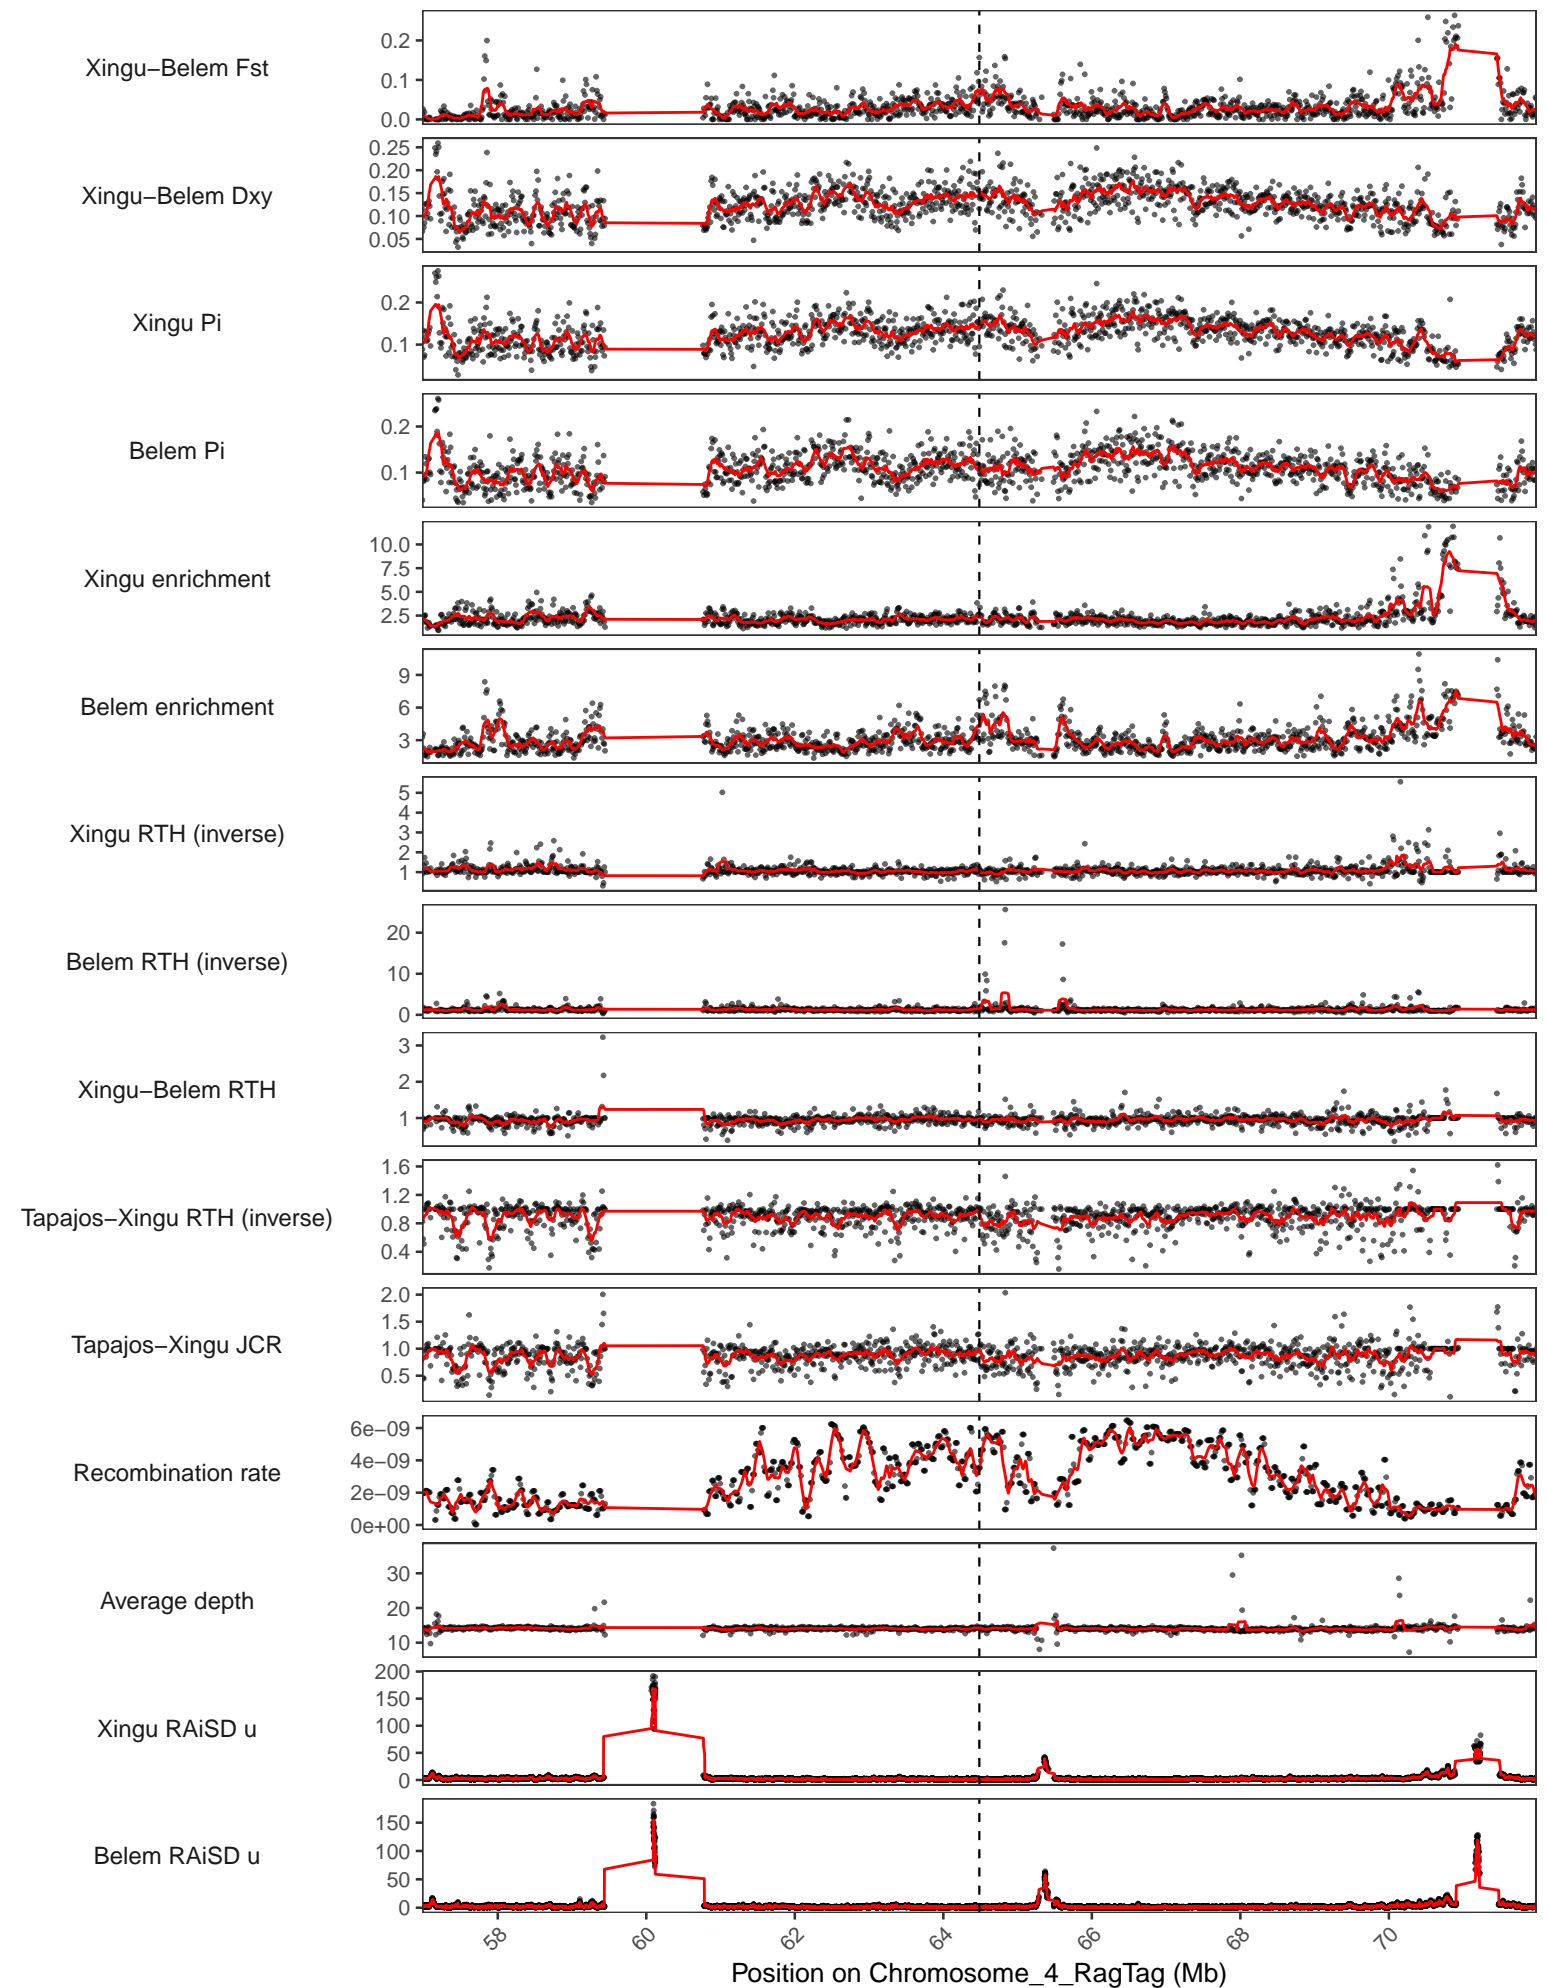 Xingu−Belem Fst
0.2
0.1
0.0
Xingu−Belem Dxy
0.25
0.20
0.15
0.10
0.05
Xingu Pi
0.2
0.1
Belem Pi
0.2
0.1
Xingu enrichment
10.0
7.5
5.0
2.5
Belem enrichment
9
6
3
Xingu RTH (inverse)
5
4
3
2
1
Belem RTH (inverse)
20
10
0
Xingu−Belem RTH
3
2
1
Tapajos−Xingu RTH (inverse)
1.6
1.2
0.8
0.4
Tapajos−Xingu JCR
2.0
1.5
1.0
0.5
Recombination rate
6e−09
4e−09
2e−09
0e+00
Average depth
30
20
10
Xingu RAiSD u
200
150
100
50
0
Belem RAiSD u
150
100
50
0
58 60 62 64 66 68 70
Position on Chromosome_4_RagTag (Mb)